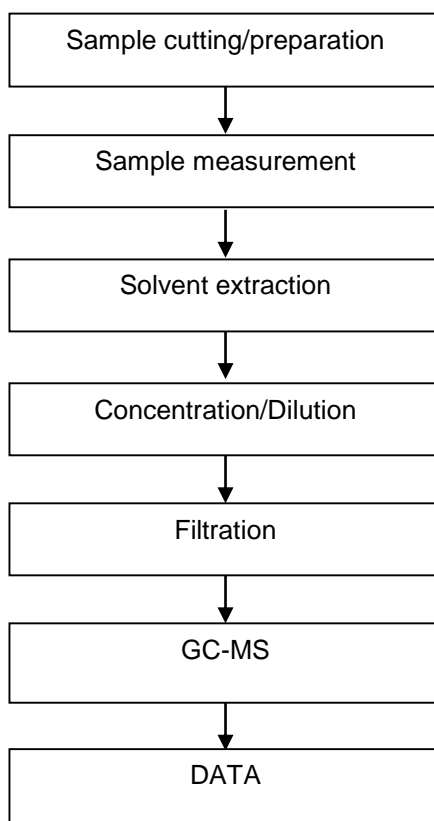 Sample cutting/preparation
Sample measurement
Solvent extraction
Concentration/Dilution
Filtration
GC-MS
DATA